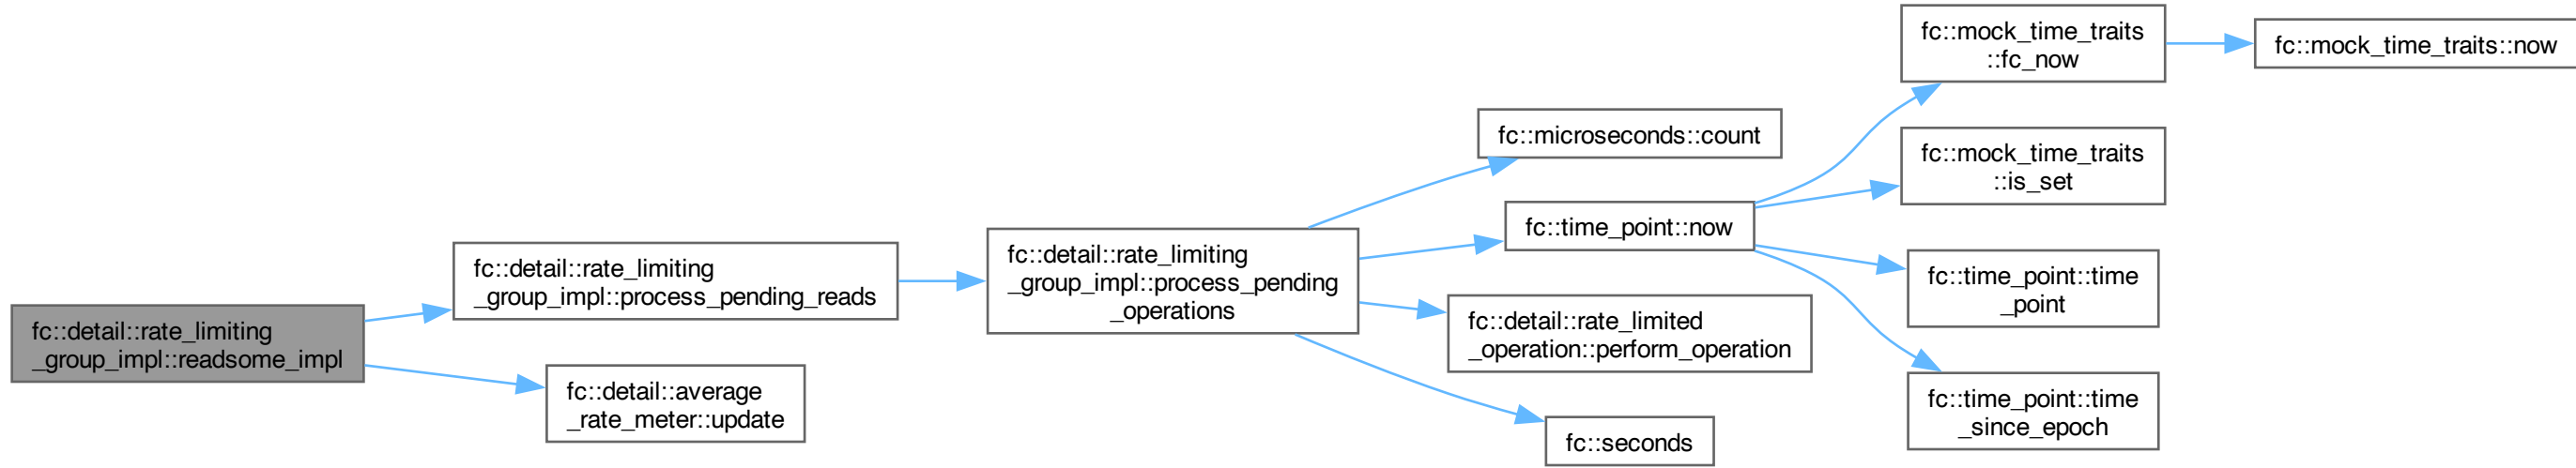 fc::detail::rate_limiting
_group_impl::readsome_impl
fc::detail::rate_limiting
_group_impl::process_pending_reads
fc::detail::average
_rate_meter::update
fc::detail::rate_limiting
_group_impl::process_pending
_operations
fc::microseconds::count
fc::time_point::now
fc::detail::rate_limited
_operation::perform_operation
fc::seconds
fc::mock_time_traits
::fc_now
fc::mock_time_traits
::is_set
fc::time_point::time
_point
fc::time_point::time
_since_epoch
fc::mock_time_traits::now